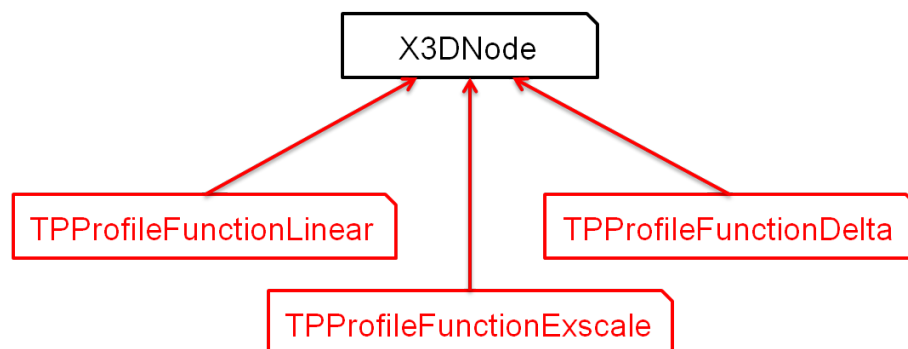 X3DNode
TPProfileFunctionLinear
TPProfileFunctionDelta
TPProfileFunctionExscale